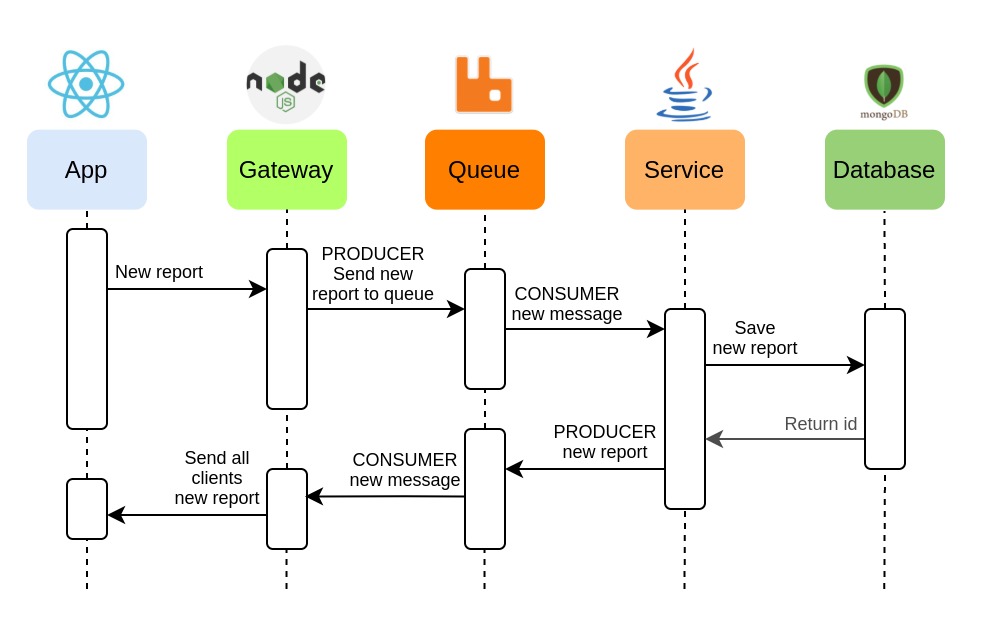 node
JS
mongoDB
App
Gateway
Queue
Service
Database
New report
PRODUCER
Send new
report to queue
CONSUMER
new message
Save
new report
Return id
PRODUCER
new report
CONSUMER
new message
Send all
clients
new report